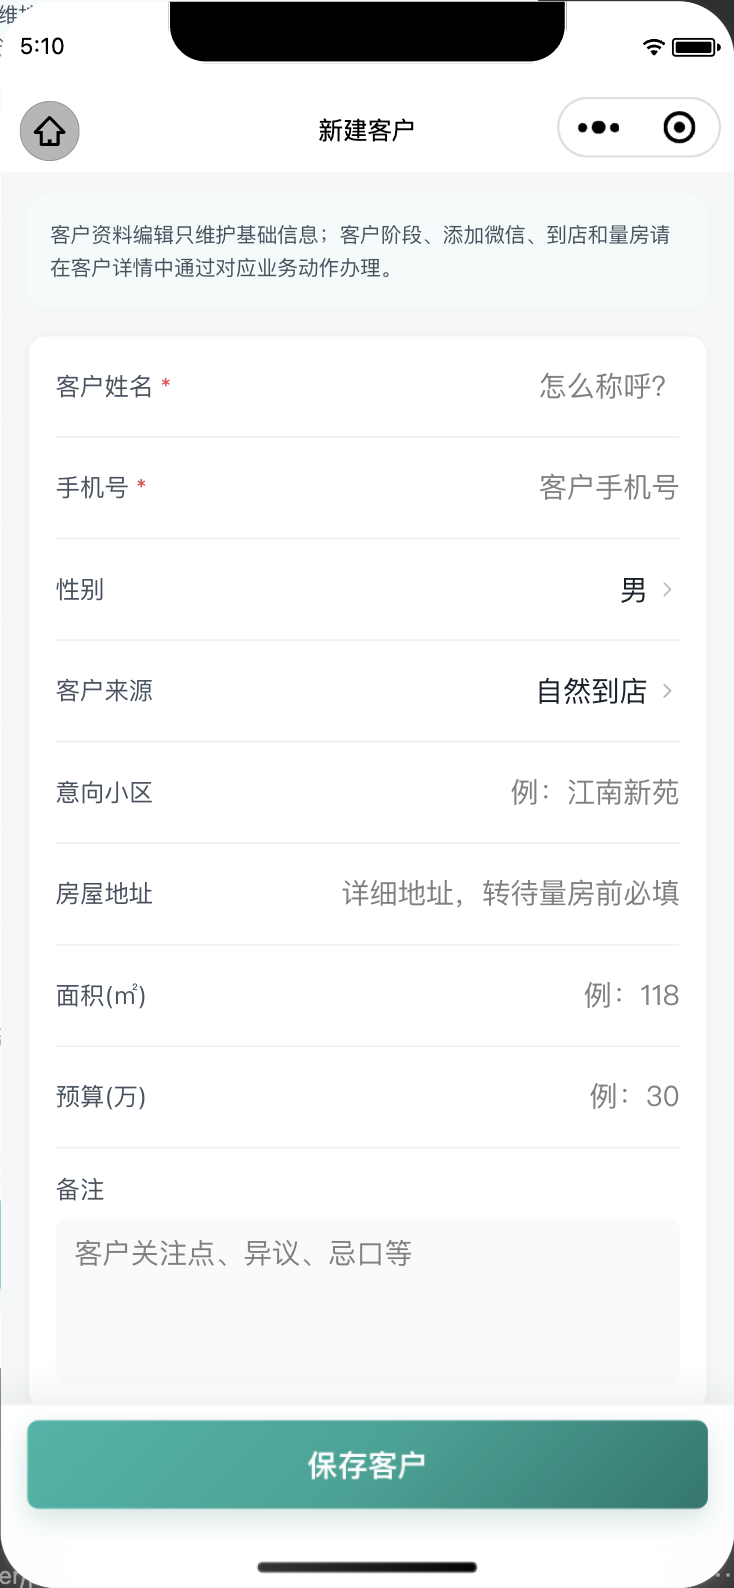 5:10
新建客户
客户资料编辑只维护基础信息；客户阶段、添加微信、到店和量房请
在客户详情中通过对应业务动作办理。
客户姓名 *
怎么称呼?
手机号 *
客户手机号
性别
男
客户来源
自然到店
意向小区
例：江南新苑
房屋地址
详细地址，转待量房前必填
面积(㎡)
例：118
预算(万)
例：30
备注
客户关注点、异议、忌口等
保存客户